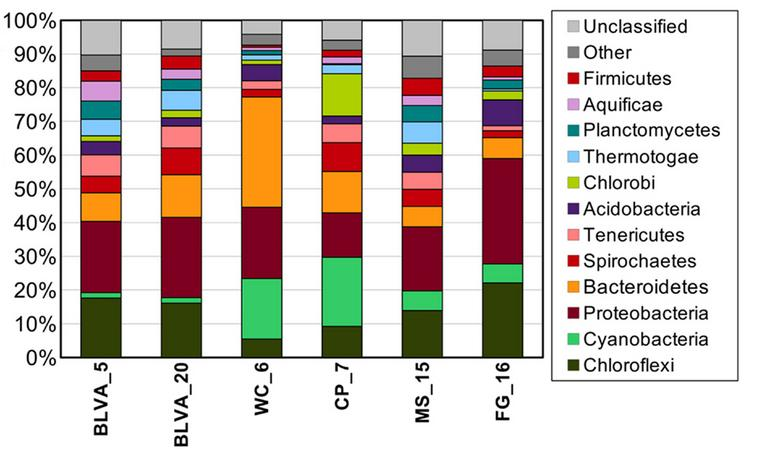 100%
90%
80%
70%
60%
50%
40%
30%
20%
10%
0%
BLVA_5
BLVA_20
WC_6
CP_7
MS_15
FG_16
Unclassified
Other
Firmicutes
Aquificae
Planctomycetes
Thermotogae
Chlorobi
Acidobacteria
Tenericutes
Spirochaetes
Bacteroidetes
Proteobacteria
Cyanobacteria
Chloroflexi